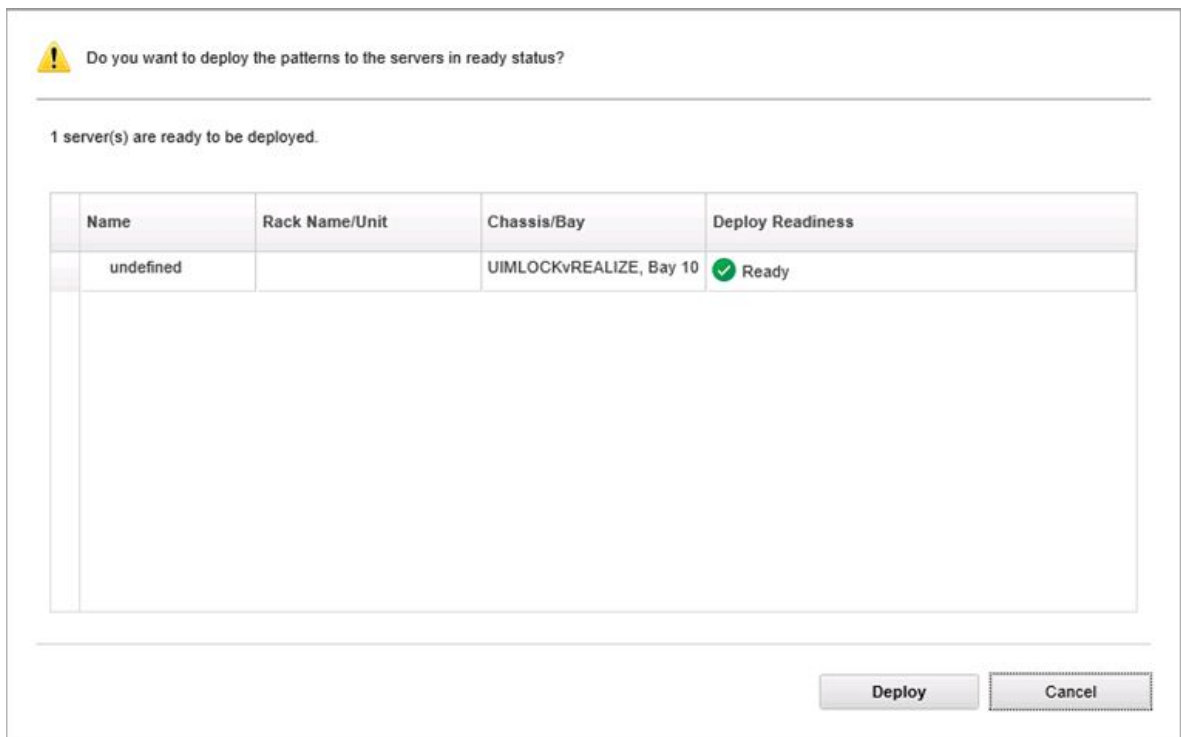 Do you want to deploy the patterns to the servers in ready status?
1 server(s) are ready to be deployed.
Name Rack Name/Unit Chassis/Bay Deploy Readiness
undefined UIMLOCKvREALIZE, Bay 10 Ready
Deploy Cancel